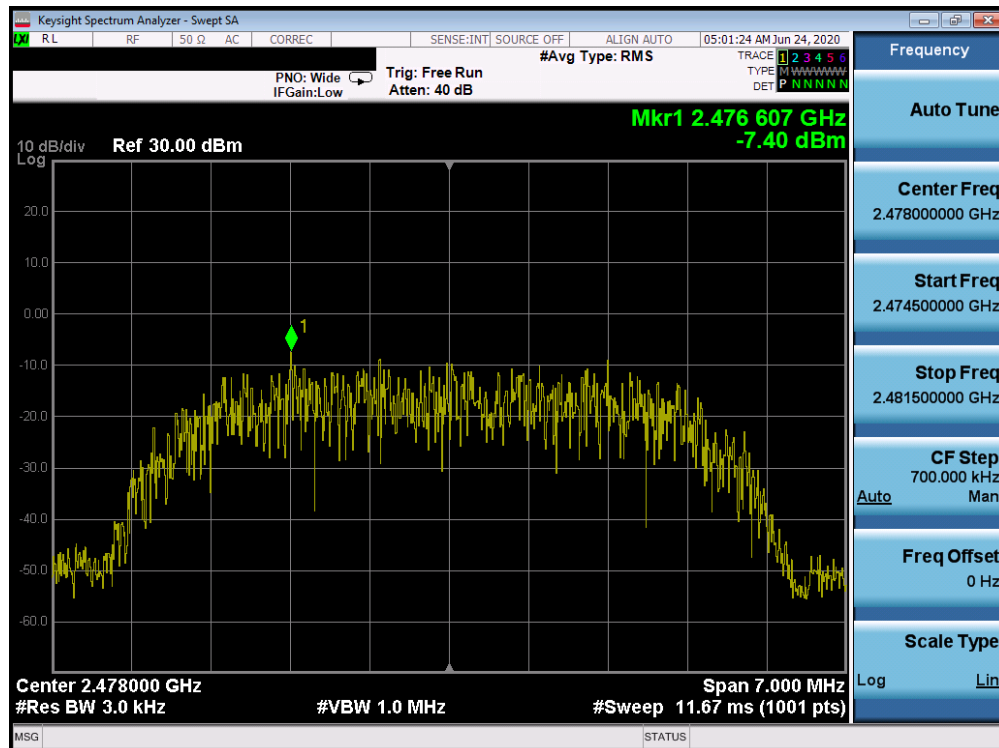 Keysight Spectrum Analyzer - Swept SA
LXI RL RF 50 Ω AC CORREC SENSE:INT SOURCE OFF ALIGN AUTO 05:01:24 AM Jun 24, 2020
#Avg Type: RMS
TRACE 1 2 3 4 5 6
PNO: Wide
Trig: Free Run
TYPE M WWWWW
IFGain:Low
Atten: 40 dB
DET P N N N N N
Mkr1 2.476 607 GHz
-7.40 dBm
10 dB/div
Log
Ref 30.00 dBm
20.0
10.0
0.00
1
-10.0
-20.0
-30.0
-40.0
-50.0
-60.0
Center 2.478000 GHz
Span 7.000 MHz
#Res BW 3.0 kHz
#VBW 1.0 MHz
#Sweep 11.67 ms (1001 pts)
MSG
STATUS
Frequency
Auto Tune
Center Freq
2.478000000 GHz
Start Freq
2.474500000 GHz
Stop Freq
2.481500000 GHz
CF Step
700.000 kHz
Auto Man
Freq Offset
0 Hz
Scale Type
Log Lin